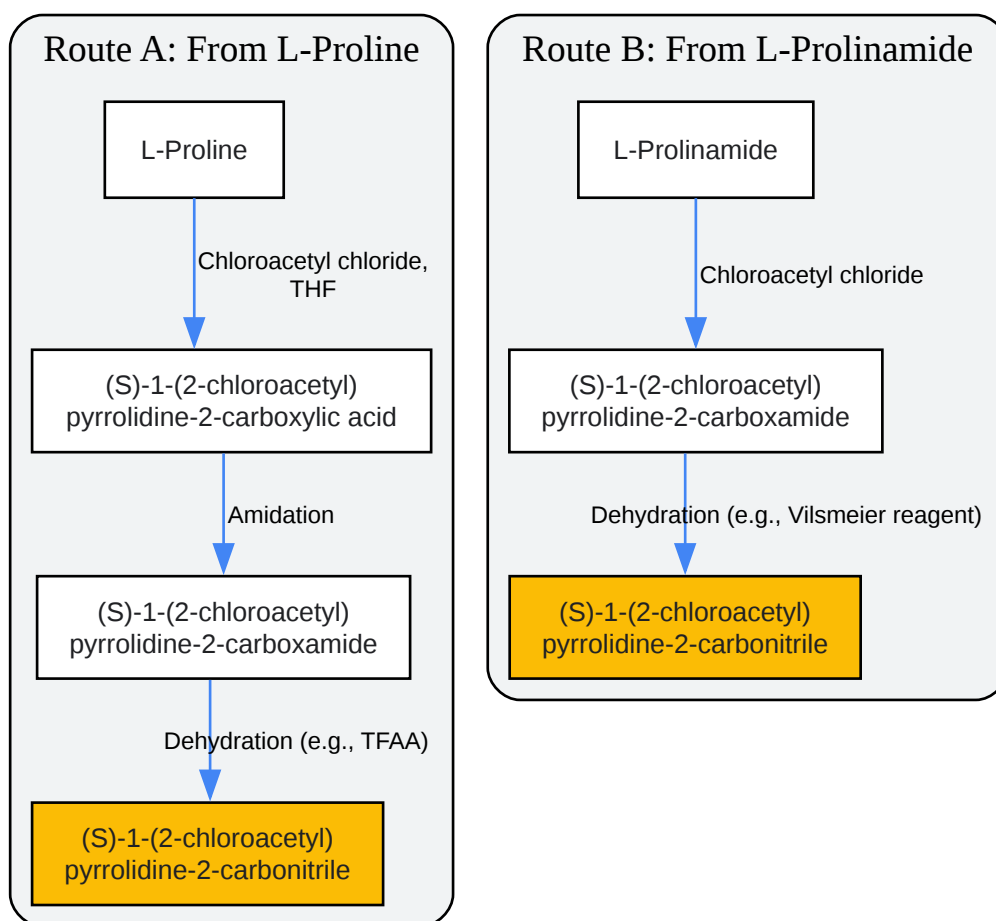 Route A: From L-Proline
L-Proline
Chloroacetyl chloride,
THF
(S)-1-(2-chloroacetyl)
pyrrolidine-2-carboxylic acid
Amidation
(S)-1-(2-chloroacetyl)
pyrrolidine-2-carboxamide
Dehydration (e.g., TFAA)
(S)-1-(2-chloroacetyl)
pyrrolidine-2-carbonitrile
Route B: From L-Prolinamide
L-Prolinamide
Chloroacetyl chloride
(S)-1-(2-chloroacetyl)
pyrrolidine-2-carboxamide
Dehydration (e.g., Vilsmeier reagent)
(S)-1-(2-chloroacetyl)
pyrrolidine-2-carbonitrile